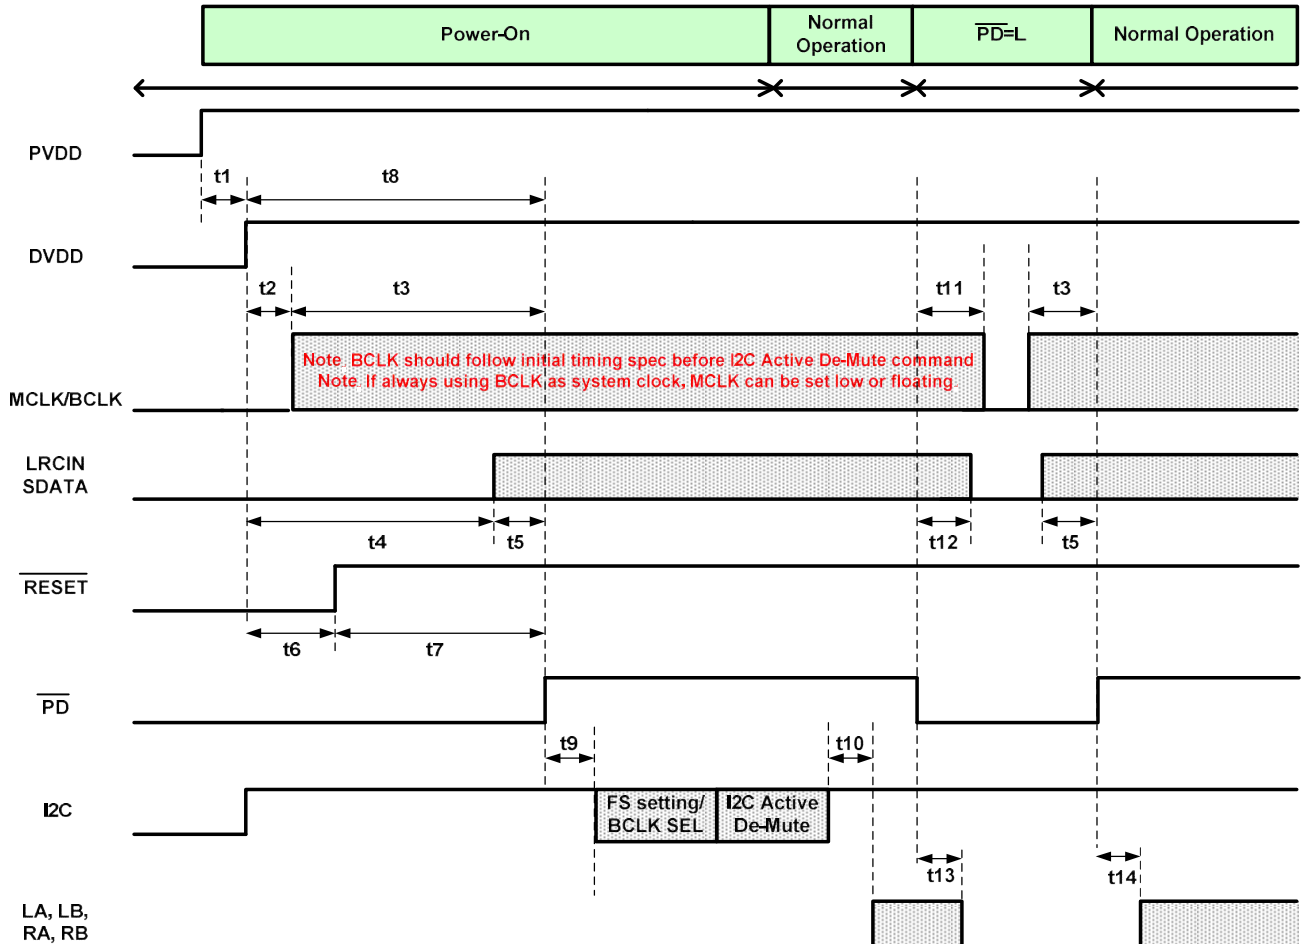 Power-On
Normal
Operation
PD=L
Normal Operation
PVDD
t1
t8
DVDD
t2
t3
t11
t3
Note. BCLK should follow initial timing spec before I2C Active De-Mute command
Note. If always using BCLK as system clock, MCLK can be set low or floating.
MCLK/BCLK
LRCIN
SDATA
t4
t5
t12
t5
RESET
t6
t7
PD
t9
t10
I2C
FS setting/
BCLK SEL
I2C Active
De-Mute
t13
t14
LA, LB,
RA, RB